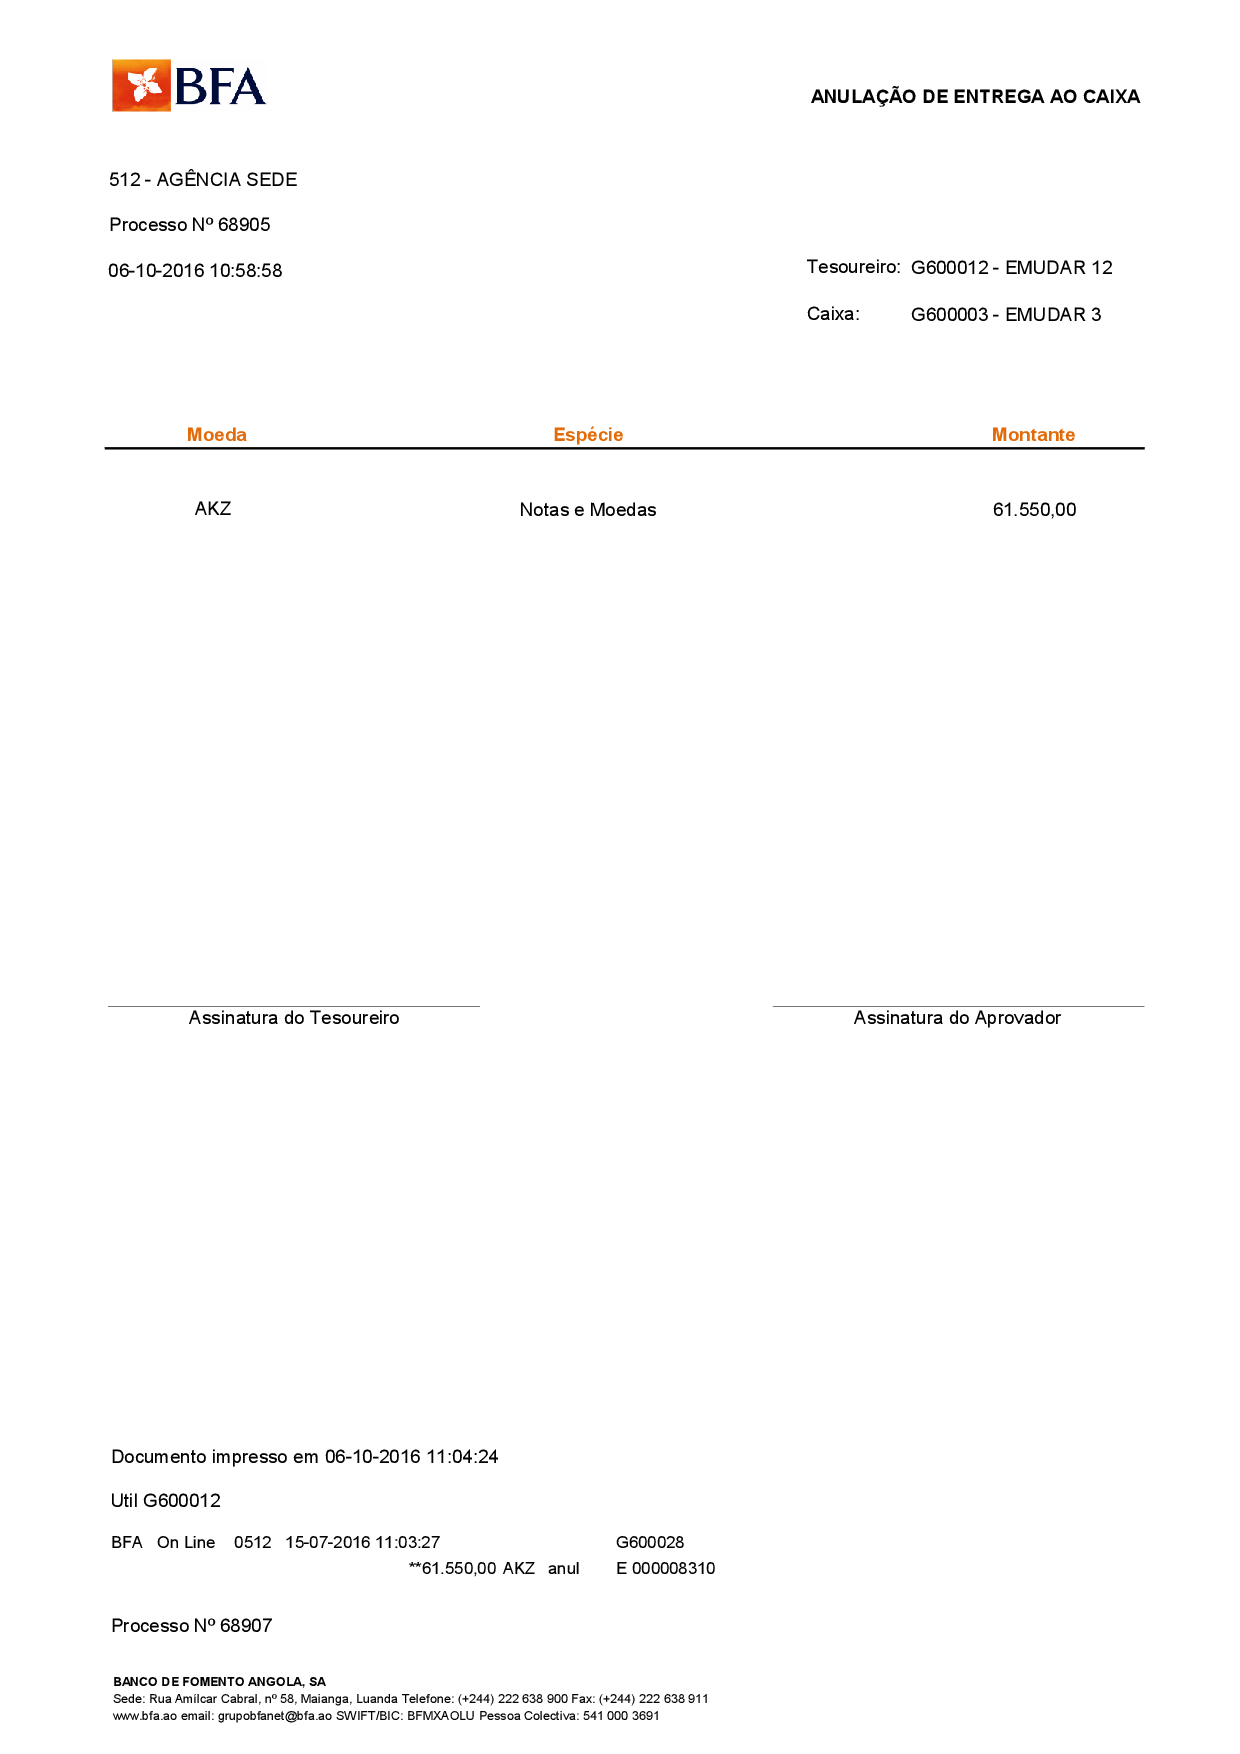 BFA
ANULAÇÃO DE ENTREGA AO CAIXA
512 - AGÊNCIA SEDE
Processo Nº 68905
06-10-2016 10:58:58
Tesoureiro: G600012 - EMUDAR 12
Caixa: G600003 - EMUDAR 3
Moeda Espécie Montante
AKZ Notas e Moedas 61.550,00
Assinatura do Tesoureiro Assinatura do Aprovador
Documento impresso em 06-10-2016 11:04:24
Util G600012
BFA On Line 0512 15-07-2016 11:03:27 G600028
**61.550,00 AKZ anul E 000008310
Processo Nº 68907
BANCO DE FOMENTO ANGOLA, SA
Sede: Rua Amílcar Cabral, nº 58, Maianga, Luanda Telefone: (+244) 222 638 900 Fax: (+244) 222 638 911
www.bfa.ao email: grupobfanet@bfa.ao SWIFT/BIC: BFMXAOLU Pessoa Colectiva: 541 000 3691